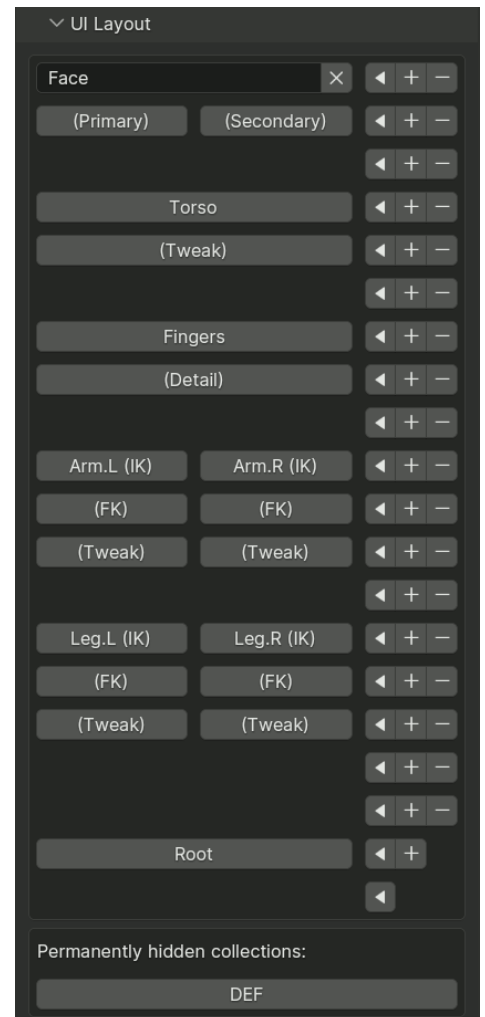 UI Layout
Face
(Primary) (Secondary)
Torso
(Tweak)
Fingers
(Detail)
Arm.L (IK) Arm.R (IK)
(FK) (FK)
(Tweak) (Tweak)
Leg.L (IK) Leg.R (IK)
(FK) (FK)
(Tweak) (Tweak)
Root
Permanently hidden collections:
DEF